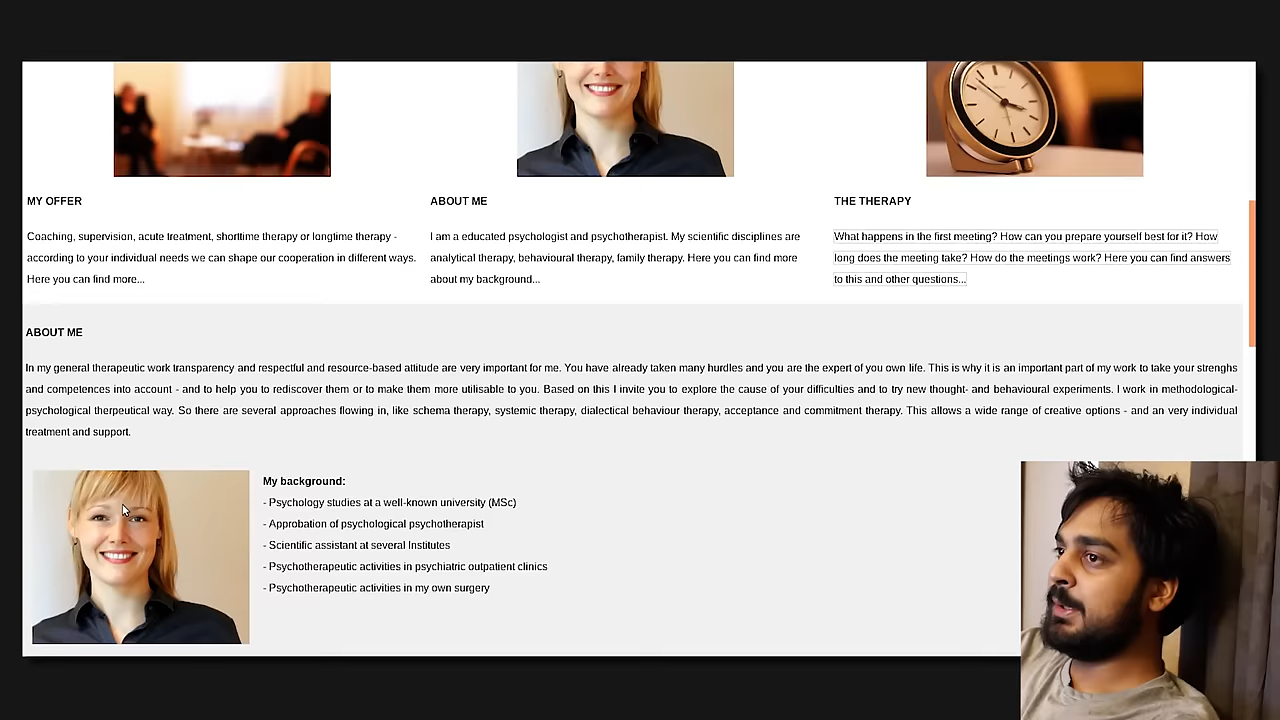 MY OFFER
Coaching, supervision, acute treatment, shorttime therapy or longtime therapy -
according to your individual needs we can shape our cooperation in different ways.
Here you can find more...
ABOUT ME
I am a educated psychologist and psychotherapist. My scientific disciplines are
analytical therapy, behavioural therapy, family therapy. Here you can find more
about my background...
THE THERAPY
What happens in the first meeting? How can you prepare yourself best for it? How
long does the meeting take? How do the meetings work? Here you can find answers
to this and other questions...
ABOUT ME
In my general therapeutic work transparency and respectful and resource-based attitude are very important for me. You have already taken many hurdles and you are the expert of you own life. This is why it is an important part of my work to take your strenghs
and competences into account - and to help you to rediscover them or to make them more utilisable to you. Based on this I invite you to explore the cause of your difficulties and to try new thought- and behavioural experiments. I work in methodological-
psychological therpeutical way. So there are several approaches flowing in, like schema therapy, systemic therapy, dialectical behaviour therapy, acceptance and commitment therapy. This allows a wide range of creative options - and an very individual
treatment and support.
My background:
- Psychology studies at a well-known university (MSc)
- Approbation of psychological psychotherapist
- Scientific assistant at several Institutes
- Psychotherapeutic activities in psychiatric outpatient clinics
- Psychotherapeutic activities in my own surgery